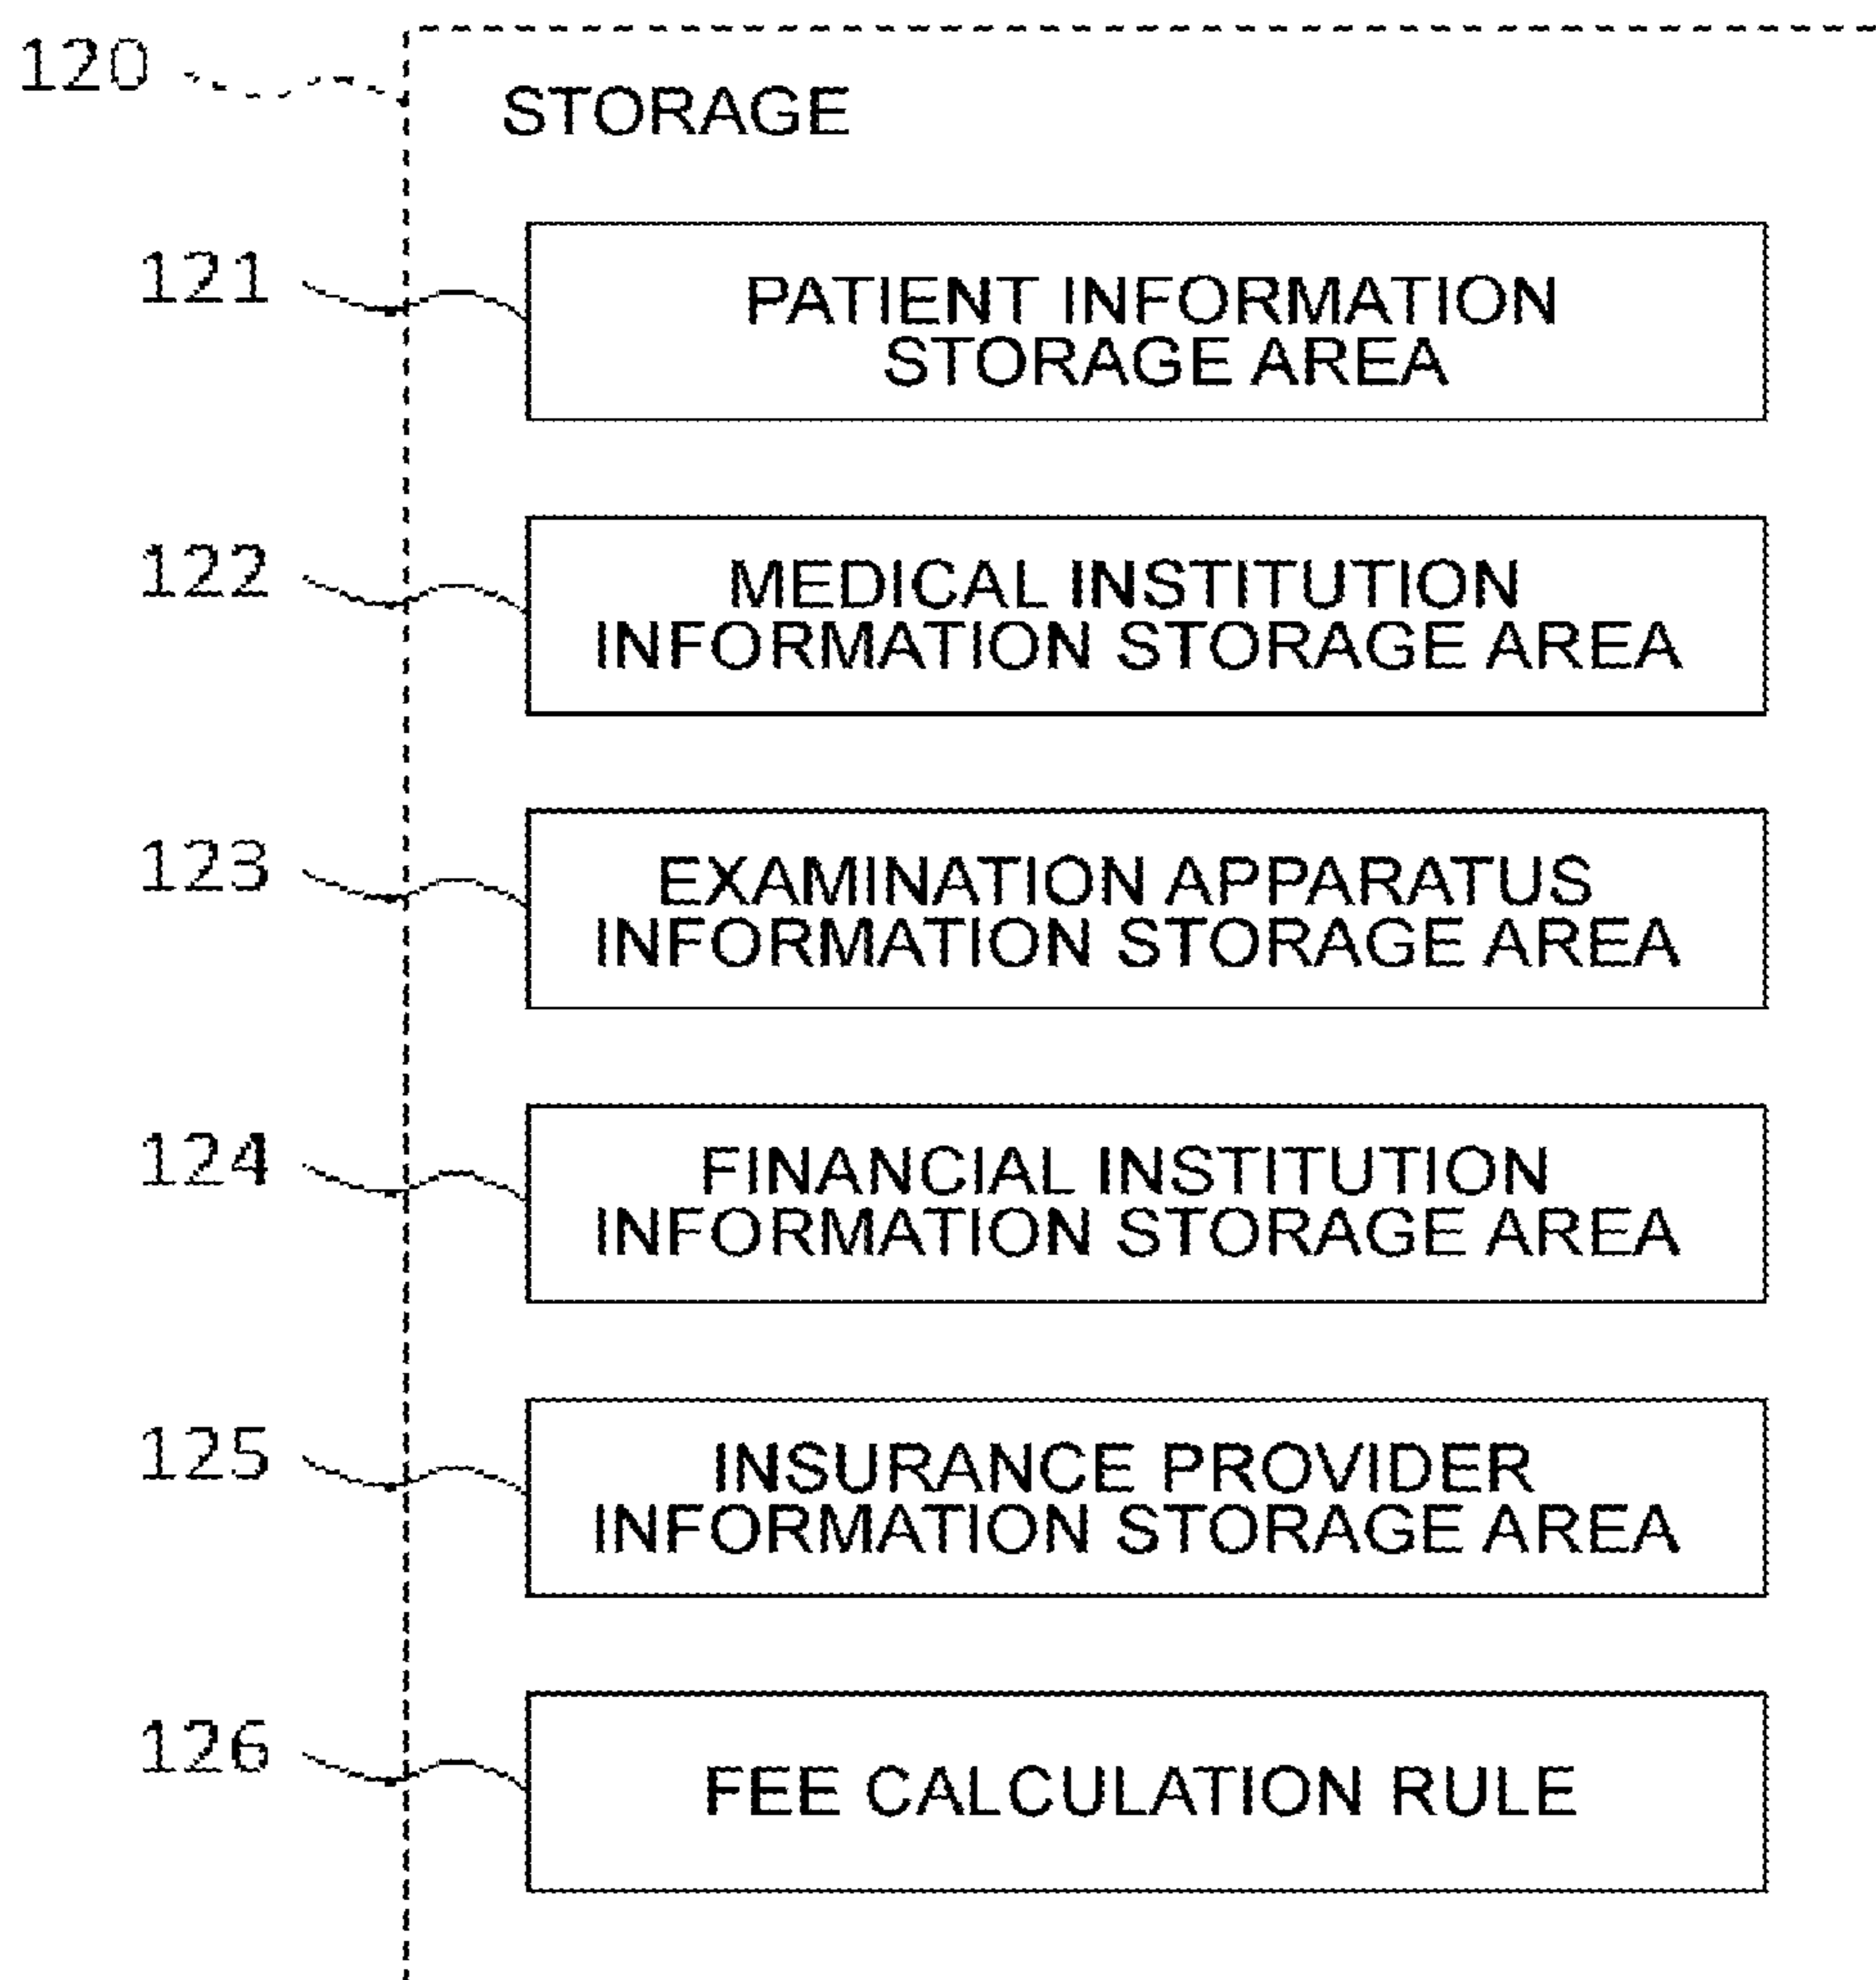 120
STORAGE
121
PATIENT INFORMATION
STORAGE AREA
122
MEDICAL INSTITUTION
INFORMATION STORAGE AREA
123
EXAMINATION APPARATUS
INFORMATION STORAGE AREA
124
FINANCIAL INSTITUTION
INFORMATION STORAGE AREA
125
INSURANCE PROVIDER
INFORMATION STORAGE AREA
126
FEE CALCULATION RULE